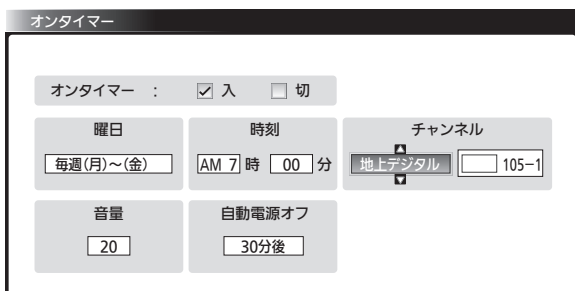 オンタイマー
オンタイマー : 入 切
曜日 時刻 チャンネル
毎週(月)~(金) AM 7 時 00 分 地上デジタル 105-1
音量 自動電源オフ
20 30分後